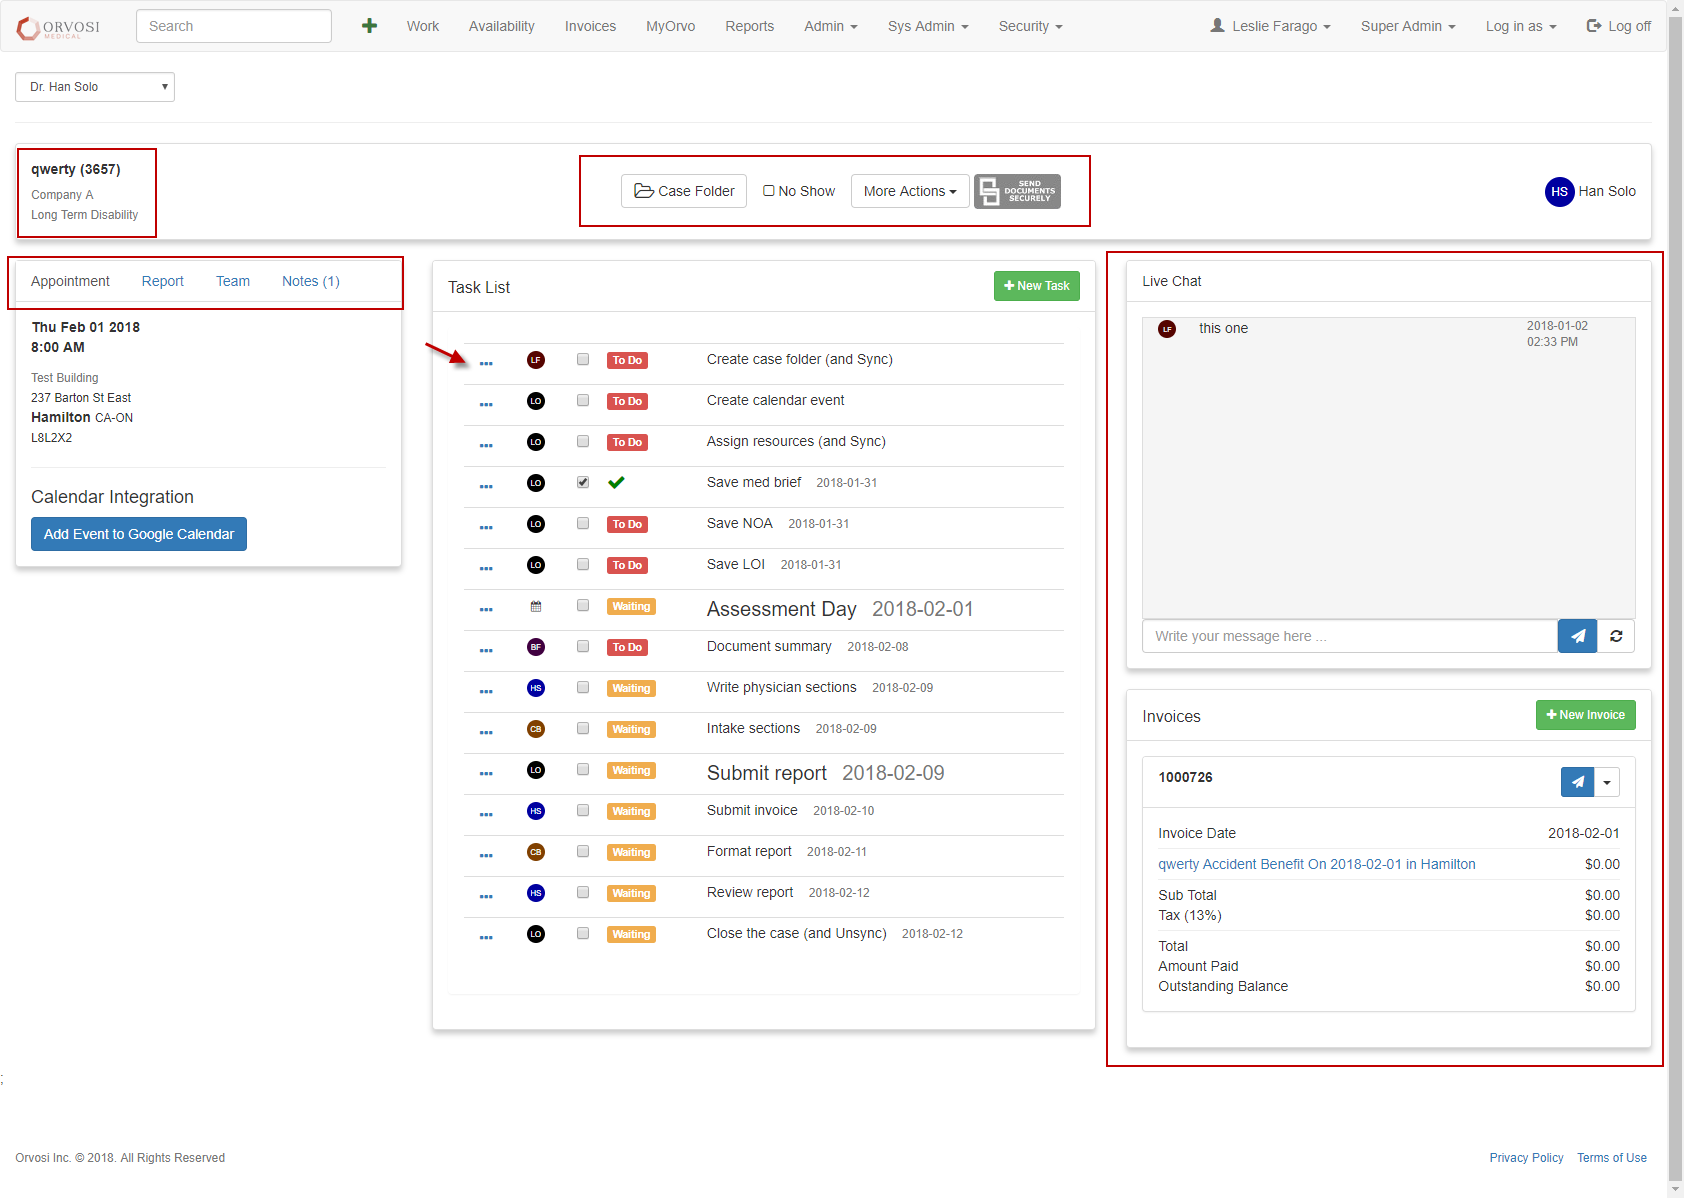 ORVOSI
MEDICAL
Search
Work
Availability
Invoices
MyOrvo
Reports
Admin
Sys Admin
Security
Leslie Farago
Super Admin
Log in as
Log off
Dr. Han Solo
qwerty (3657)
Company A
Long Term Disability
Case Folder
No Show
More Actions
SEND
DOCUMENTS
SECURELY
HS Han Solo
Appointment
Report
Team
Notes (1)
Thu Feb 01 2018
8:00 AM
Test Building
237 Barton St East
Hamilton CA-ON
L8L2X2
Calendar Integration
Add Event to Google Calendar
Task List
New Task
LF To Do Create case folder (and Sync)
LO To Do Create calendar event
LO To Do Assign resources (and Sync)
LO Save med brief 2018-01-31
LO To Do Save NOA 2018-01-31
LO To Do Save LOI 2018-01-31
Waiting Assessment Day 2018-02-01
BF To Do Document summary 2018-02-08
HS Waiting Write physician sections 2018-02-09
CB Waiting Intake sections 2018-02-09
LO Waiting Submit report 2018-02-09
HS Waiting Submit invoice 2018-02-10
CB Waiting Format report 2018-02-11
HS Waiting Review report 2018-02-12
LO Waiting Close the case (and Unsync) 2018-02-12
Live Chat
LF this one 2018-01-02
02:33 PM
Write your message here ...
Invoices
New Invoice
1000726
Invoice Date 2018-02-01
qwerty Accident Benefit On 2018-02-01 in Hamilton $0.00
Sub Total $0.00
Tax (13%) $0.00
Total $0.00
Amount Paid $0.00
Outstanding Balance $0.00
;
Orvosi Inc. © 2018. All Rights Reserved
Privacy Policy
Terms of Use